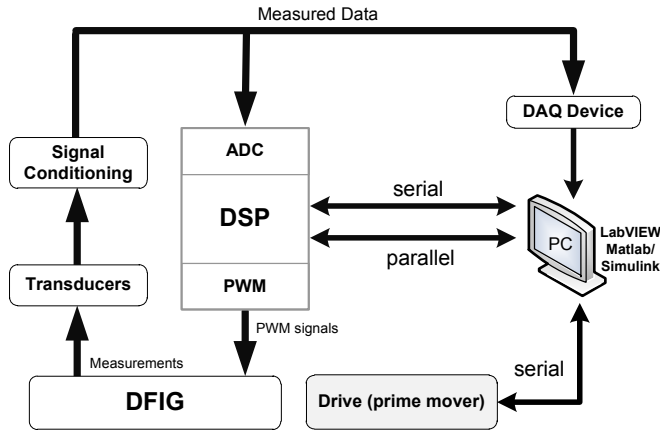 Measured Data
DAQ Device
Signal
Conditioning
ADC
DSP
PWM
serial
parallel
PC
LabVIEW
Matlab/
Simulink
Transducers
PWM signals
Measurements
DFIG
Drive (prime mover)
serial